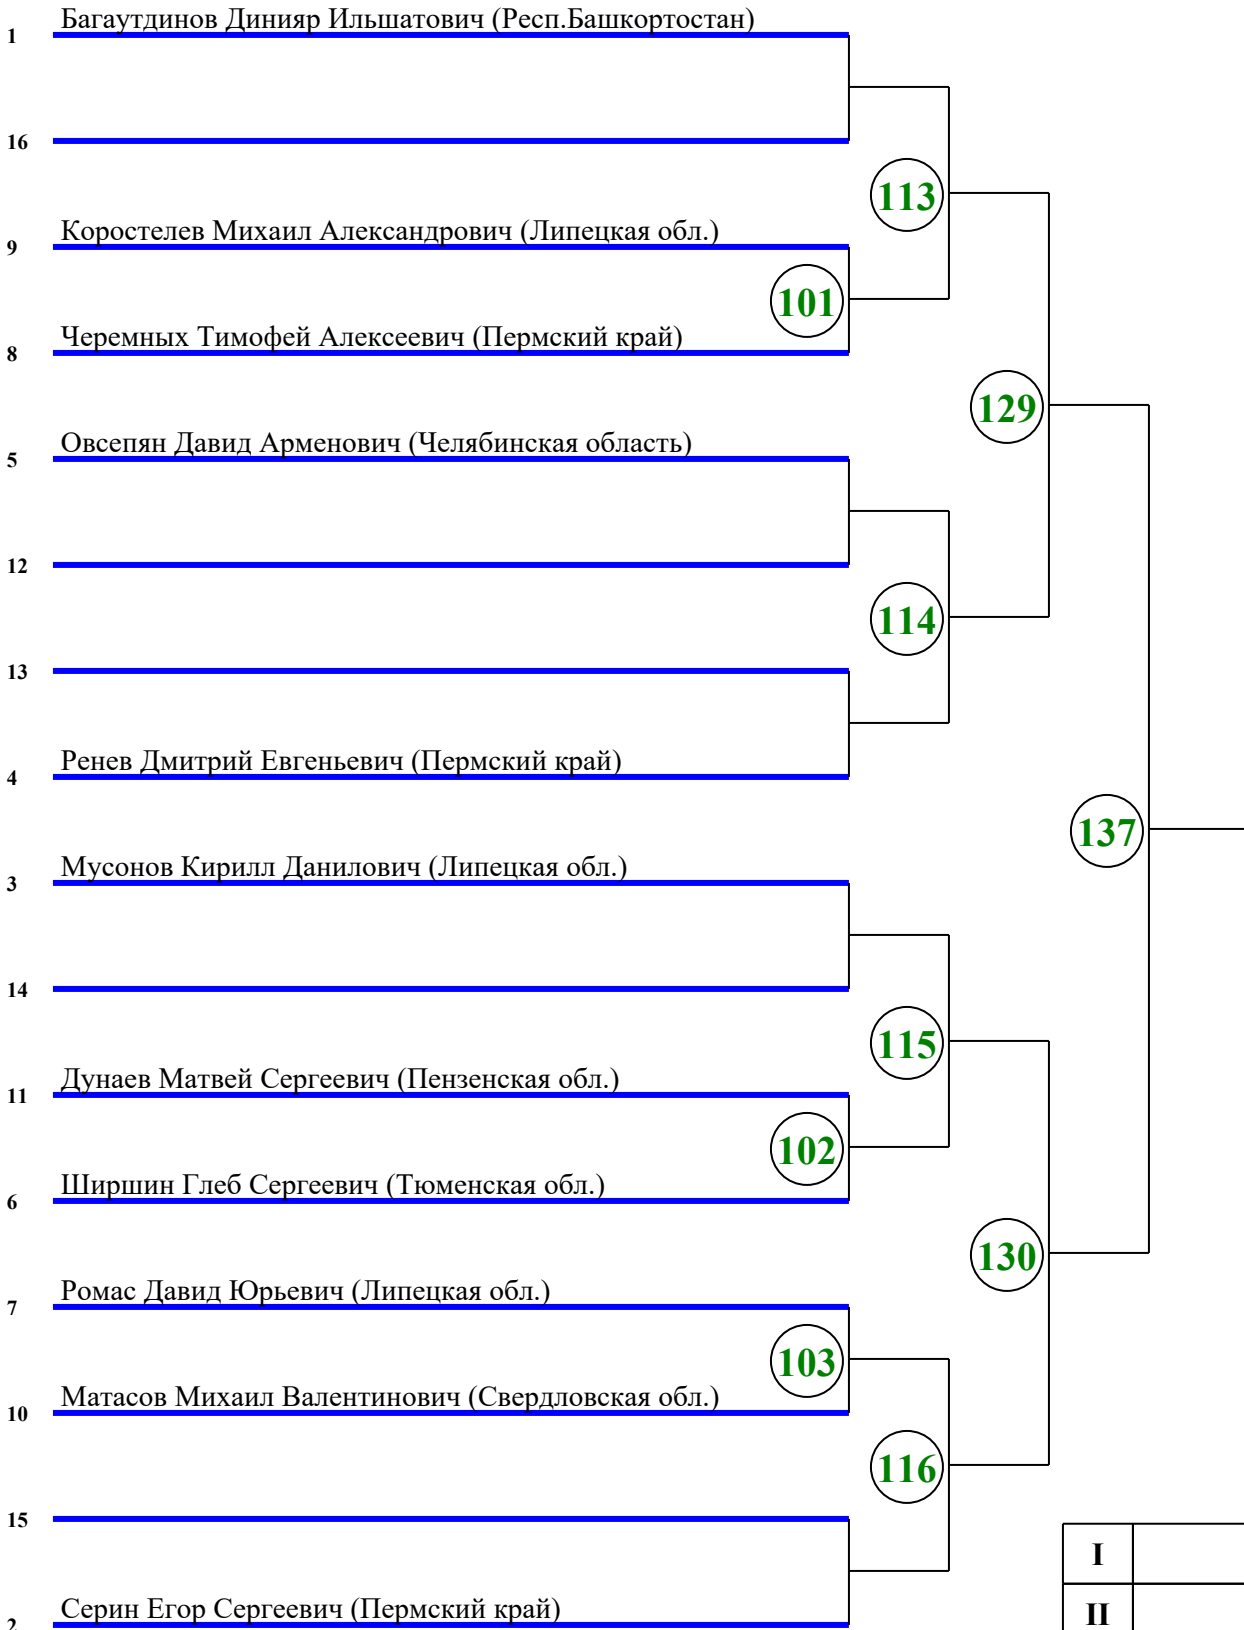 Багаутдинов Динияр Ильшатович (Респ.Башкортостан)
1
16
113
Коростелев Михаил Александрович (Липецкая обл.)
9
101
Черемных Тимофей Алексеевич (Пермский край)
8
129
Овсепян Давид Арменович (Челябинская область)
5
12
114
13
Ренев Дмитрий Евгеньевич (Пермский край)
4
137
Мусонов Кирилл Данилович (Липецкая обл.)
3
14
115
Дунаев Матвей Сергеевич (Пензенская обл.)
11
102
Ширшин Глеб Сергеевич (Тюменская обл.)
6
130
Ромас Давид Юрьевич (Липецкая обл.)
7
103
Матасов Михаил Валентинович (Свердловская обл.)
10
116
15
I
Серин Егор Сергеевич (Пермский край)
2
II